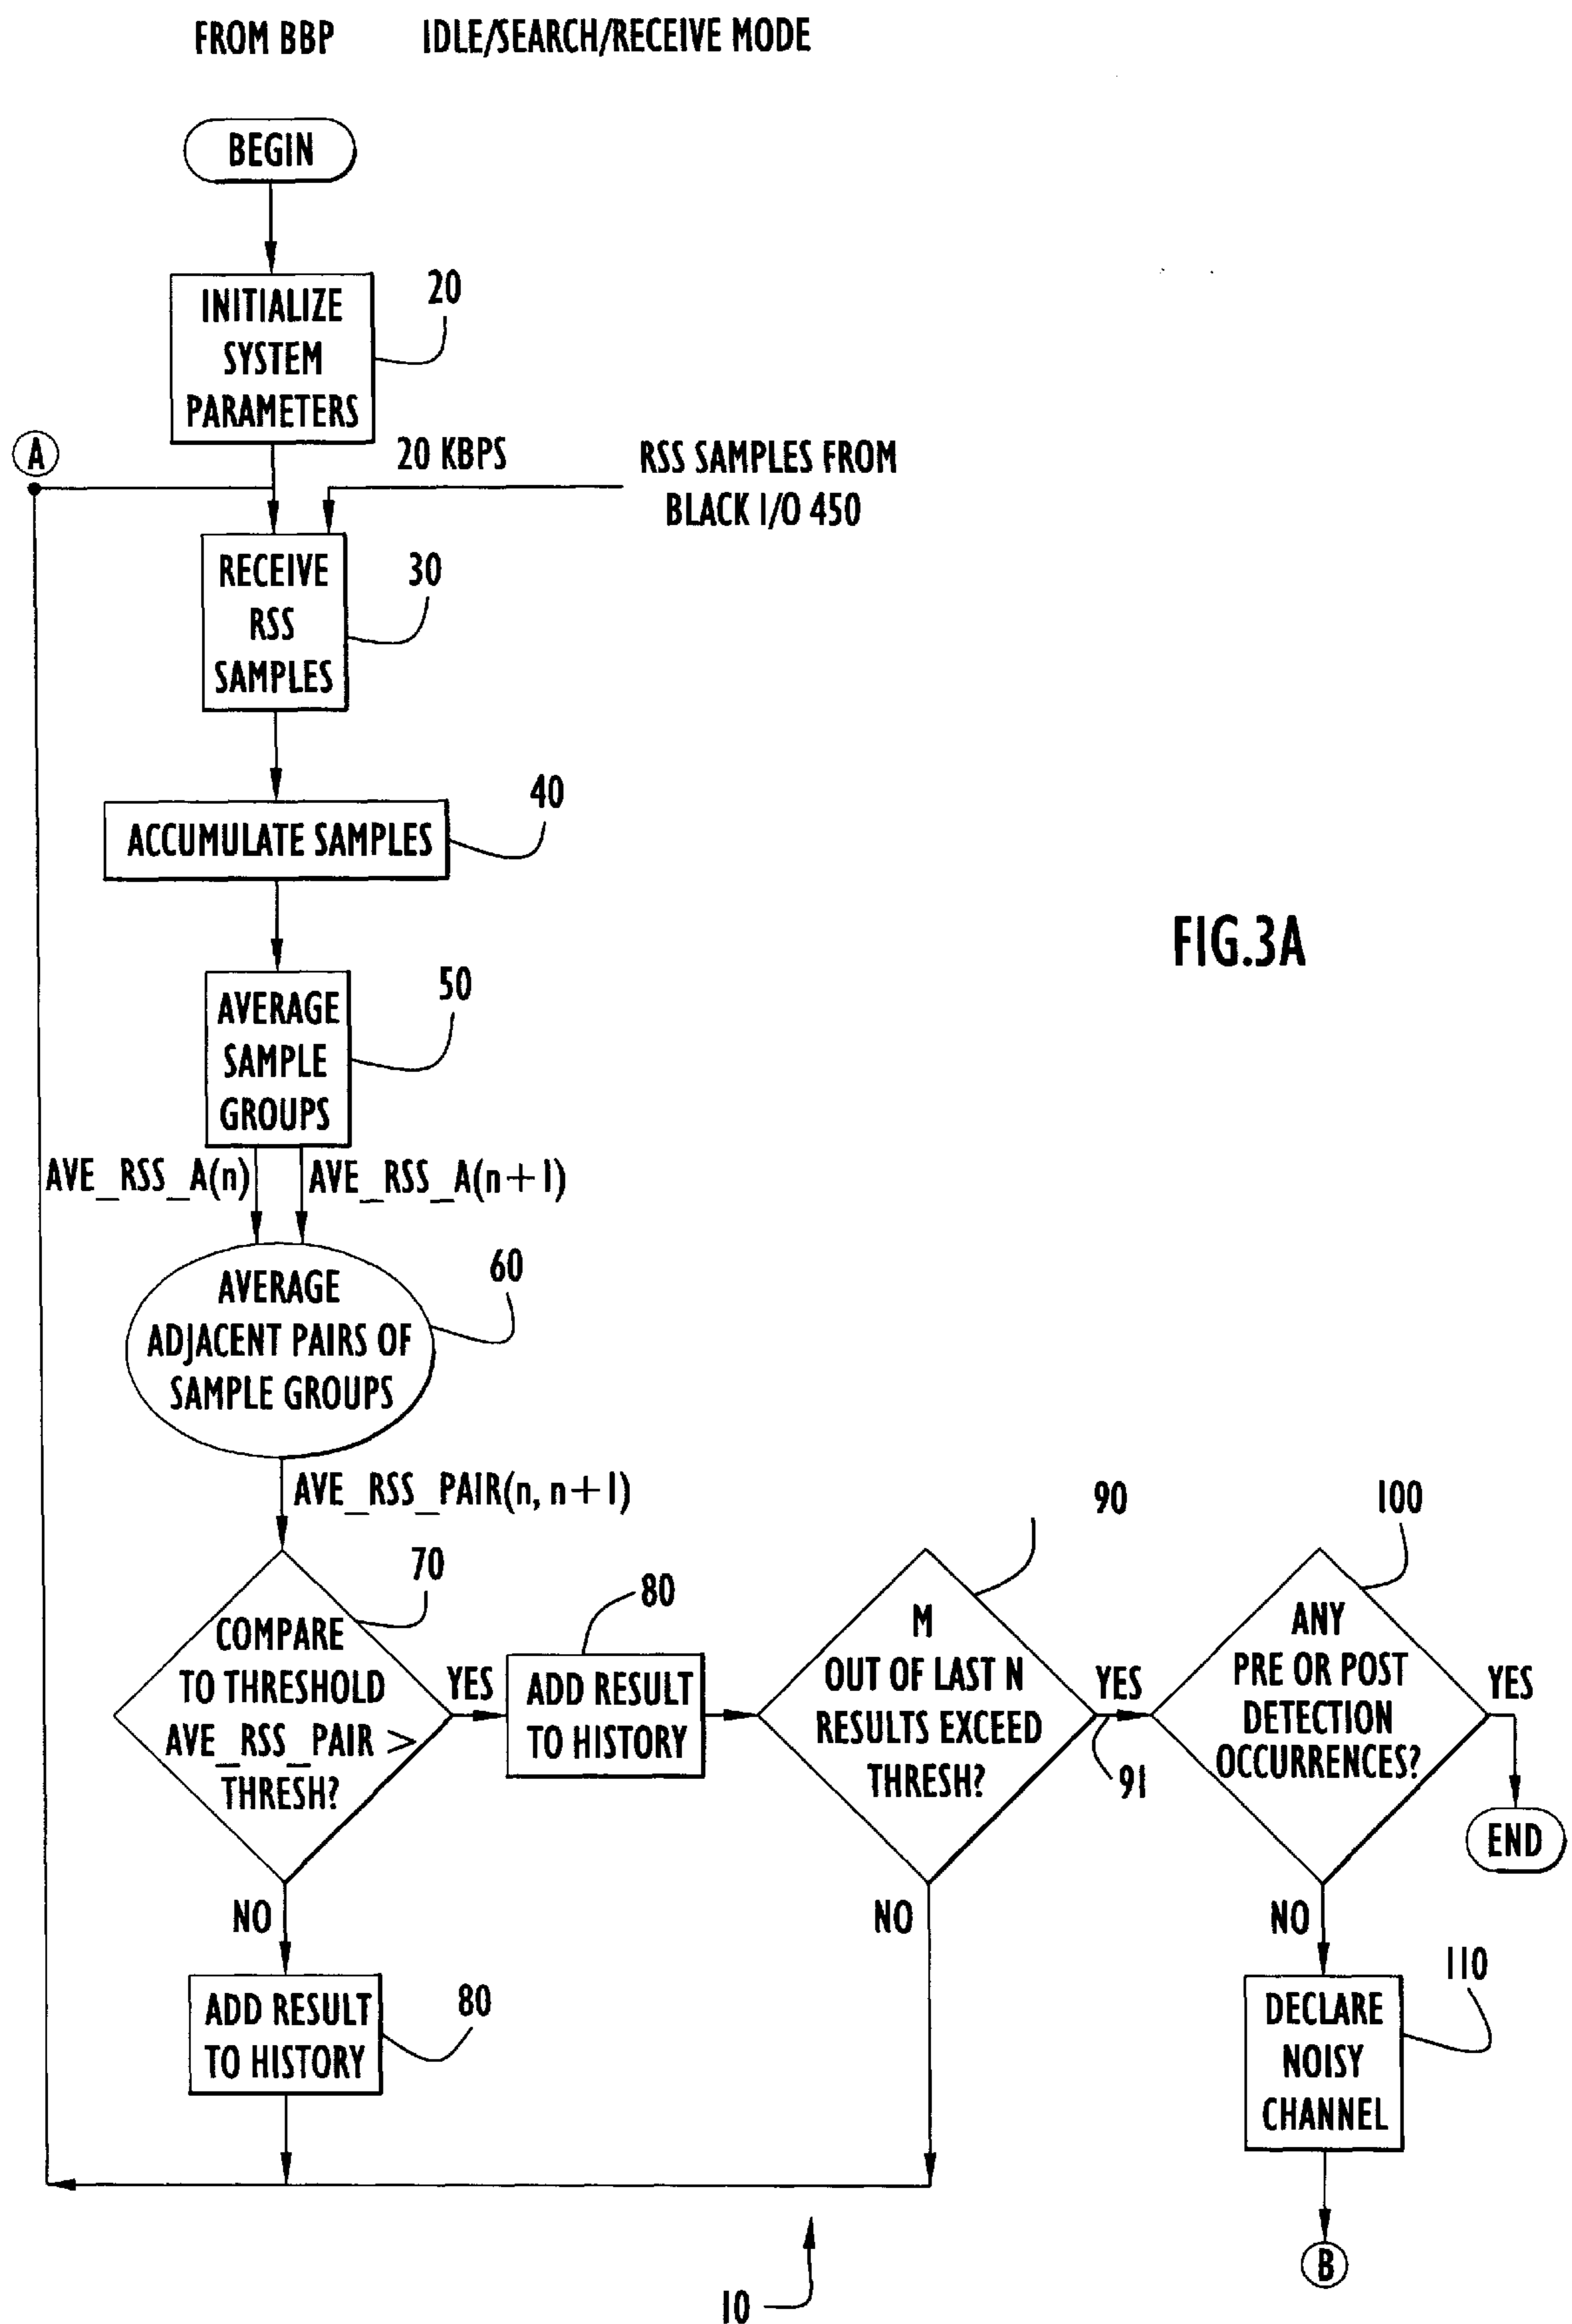 FROM BBP IDLE/SEARCH/RECEIVE MODE
BEGIN
20
INITIALIZE
SYSTEM
PARAMETERS
A
20 KBPS
RSS SAMPLES FROM
BLACK I/O 450
30
RECEIVE
RSS
SAMPLES
40
ACCUMULATE SAMPLES
FIG.3A
50
AVERAGE
SAMPLE
GROUPS
AVE_RSS_A(n) AVE_RSS_A(n+1)
60
AVERAGE
ADJACENT PAIRS OF
SAMPLE GROUPS
AVE_RSS_PAIR(n, n+1)
70
COMPARE
TO THRESHOLD
AVE_RSS_PAIR >
THRESH?
YES
80
ADD RESULT
TO HISTORY
90
M
OUT OF LAST N
RESULTS EXCEED
THRESH?
YES
91
100
ANY
PRE OR POST
DETECTION
OCCURRENCES?
YES
END
NO
NO
NO
80
ADD RESULT
TO HISTORY
110
DECLARE
NOISY
CHANNEL
B
10